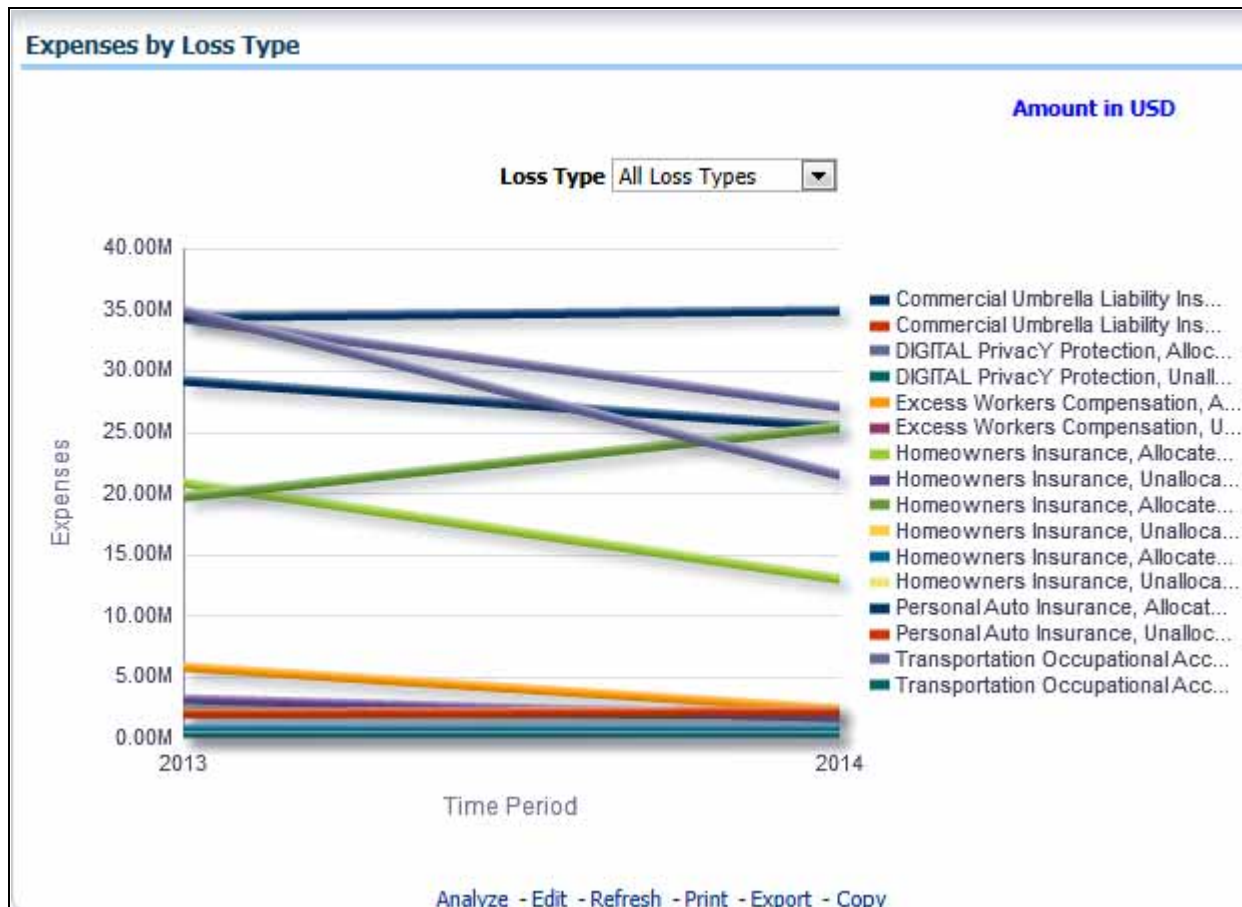 Expenses by Loss Type
Amount in USD
Loss Type All Loss Types
40.00M
35.00M
30.00M
25.00M
20.00M
15.00M
10.00M
5.00M
0.00M
Expenses
2013
2014
Time Period
Commercial Umbrella Liability Ins...
Commercial Umbrella Liability Ins...
DIGITAL PrivacY Protection, Alloc...
DIGITAL PrivacY Protection, Unall...
Excess Workers Compensation, A...
Excess Workers Compensation, U...
Homeowners Insurance, Allocate...
Homeowners Insurance, Unalloca...
Homeowners Insurance, Allocate...
Homeowners Insurance, Unalloca...
Homeowners Insurance, Allocate...
Homeowners Insurance, Unalloca...
Personal Auto Insurance, Allocat...
Personal Auto Insurance, Unalloc...
Transportation Occupational Acc...
Transportation Occupational Acc...
Analyze - Edit - Refresh - Print - Export - Copy